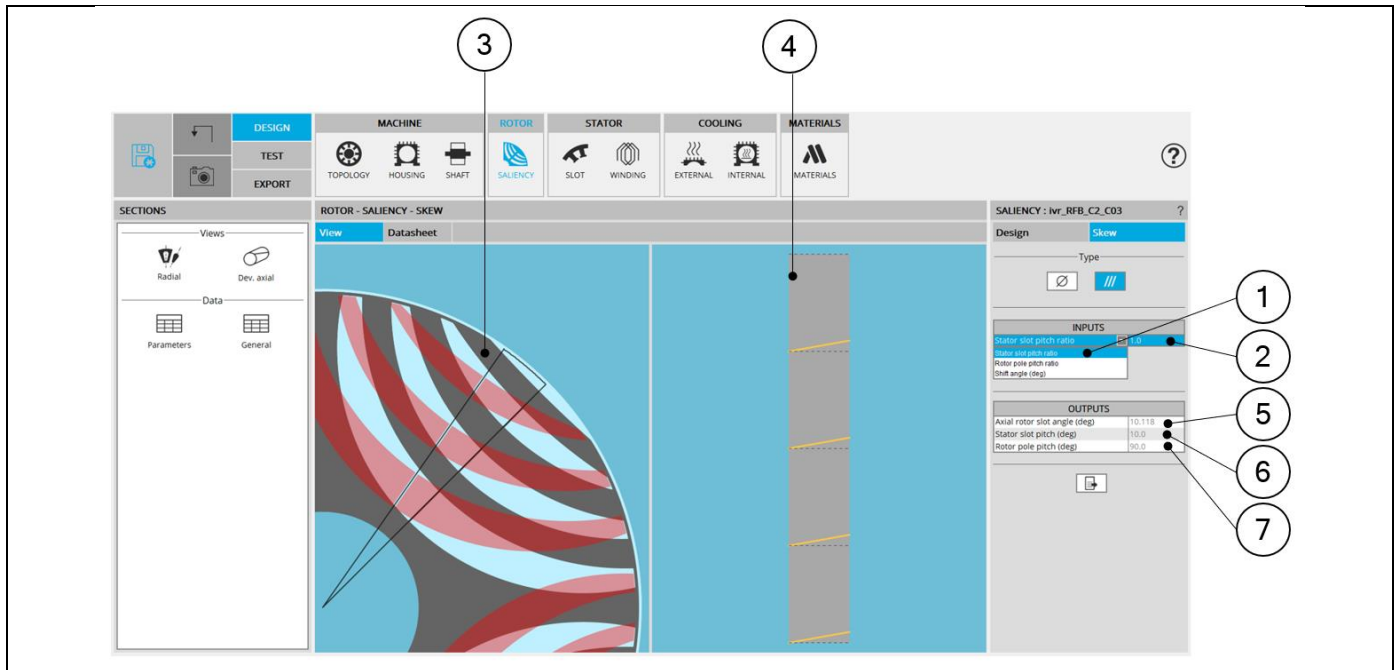 3
4
DESIGN
TEST
EXPORT
MACHINE
ROTOR
STATOR
COOLING
MATERIALS
TOPOLOGY
HOUSING
SHAFT
SALIENCY
SLOT
WINDING
EXTERNAL
INTERNAL
MATERIALS
?
SECTIONS
Views
Radial
Dev. axial
Data
Parameters
General
ROTOR - SALIENCY - SKEW
View
Datasheet
SALIENCY : ivr_RFB_C2_C03 ?
Design
Skew
Type
INPUTS
Stator slot pitch ratio 1.0
Stator slot pitch ratio
Rotor pole pitch ratio
Shift angle (deg)
OUTPUTS
Axial rotor slot angle (deg) 10.118
Stator slot pitch (deg) 10.0
Rotor pole pitch (deg) 90.0
1
2
5
6
7